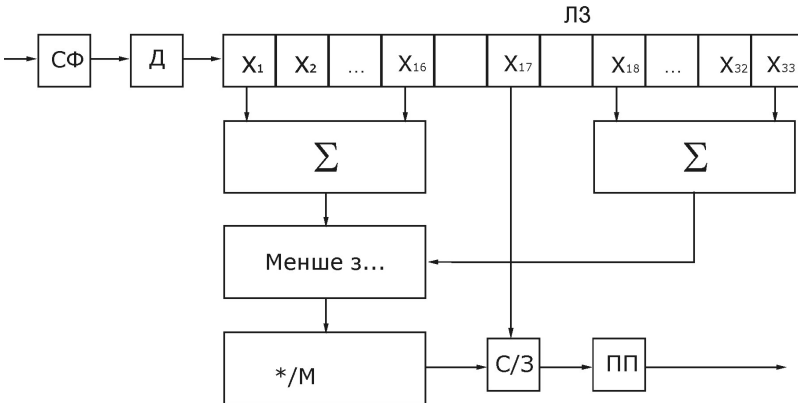 ЛЗ
СФ
Д
X₁ X₂ ... X₁₆ X₁₇ X₁₈ ... X₃₂ X₃₃
Σ Σ
Менше з...
*/М С/З ПП